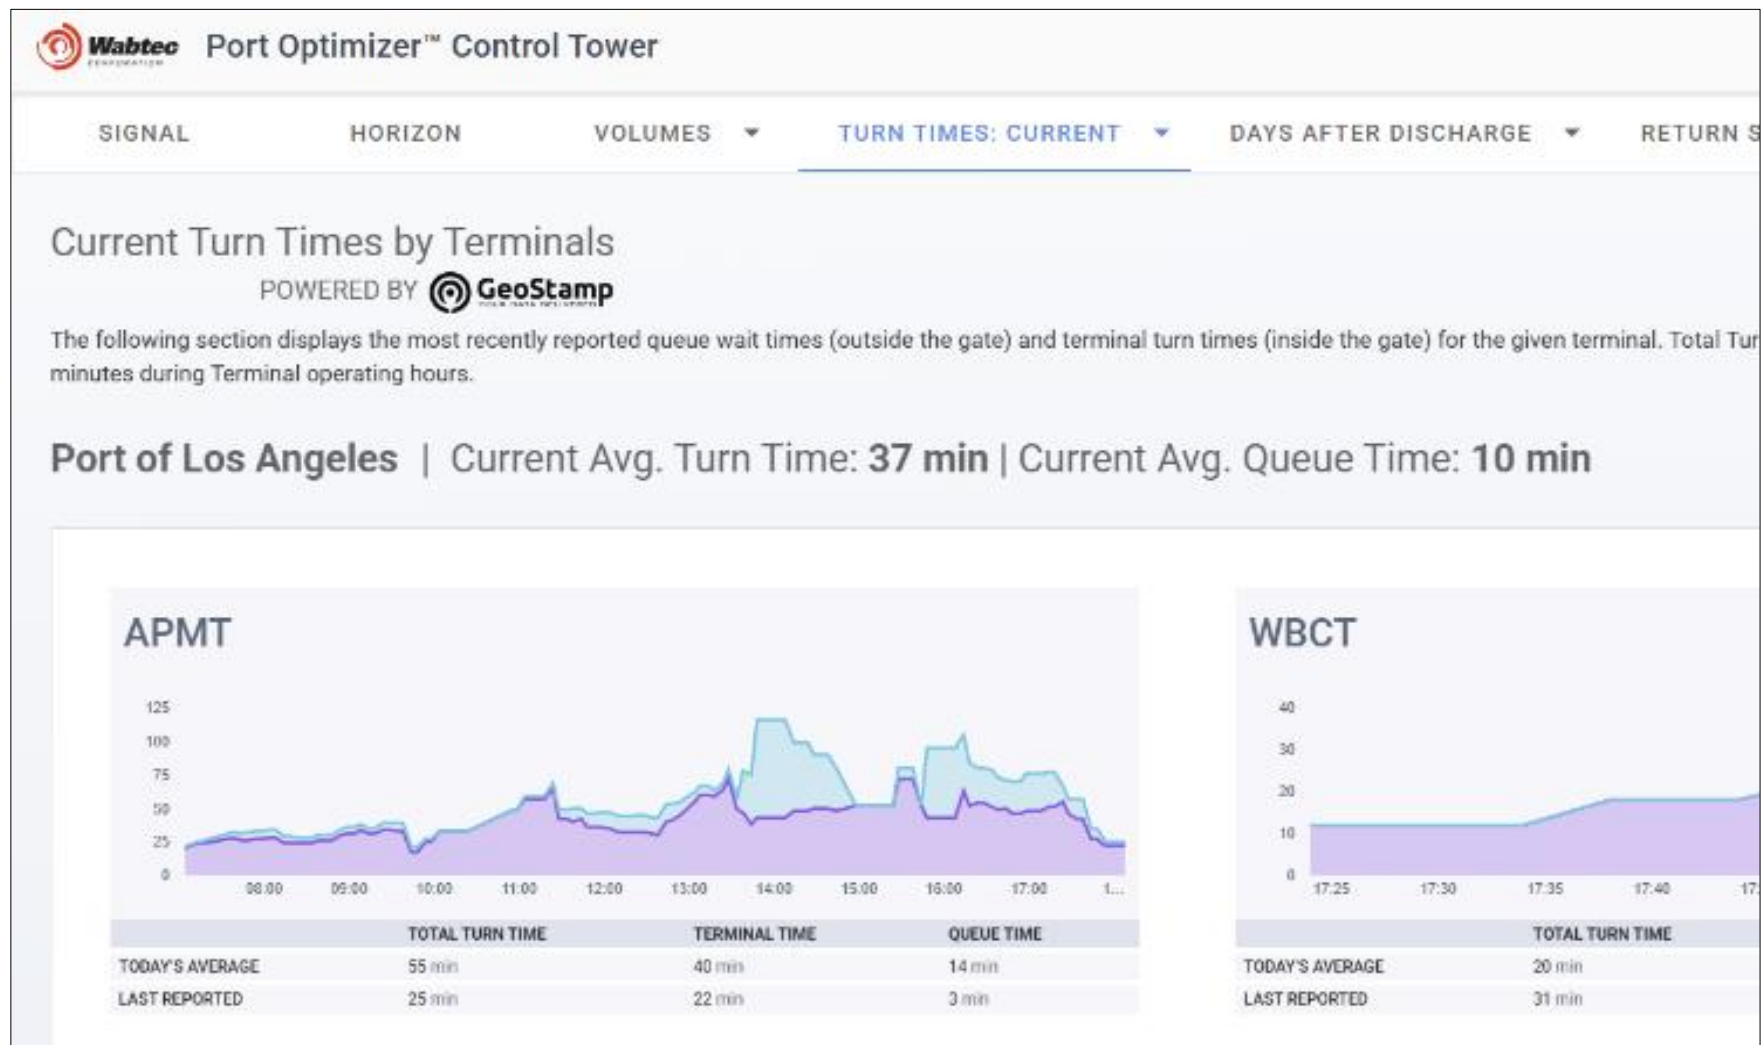 Wabtec Port Optimizer™ Control Tower
CORPORATION
SIGNAL HORIZON VOLUMES TURN TIMES: CURRENT DAYS AFTER DISCHARGE RETURN S
Current Turn Times by Terminals
POWERED BY GeoStamp
YOUR DATA DELIVERED
The following section displays the most recently reported queue wait times (outside the gate) and terminal turn times (inside the gate) for the given terminal. Total Tur
minutes during Terminal operating hours.
Port of Los Angeles | Current Avg. Turn Time: 37 min | Current Avg. Queue Time: 10 min
APMT
125
100
75
50
25
0
08:00 09:00 10:00 11:00 12:00 13:00 14:00 15:00 16:00 17:00 1...
TOTAL TURN TIME TERMINAL TIME QUEUE TIME
TODAY'S AVERAGE 55 min 40 min 14 min
LAST REPORTED 25 min 22 min 3 min
WBCT
40
30
20
10
0
17:25 17:30 17:35 17:40 17:
TOTAL TURN TIME
TODAY'S AVERAGE 20 min
LAST REPORTED 31 min